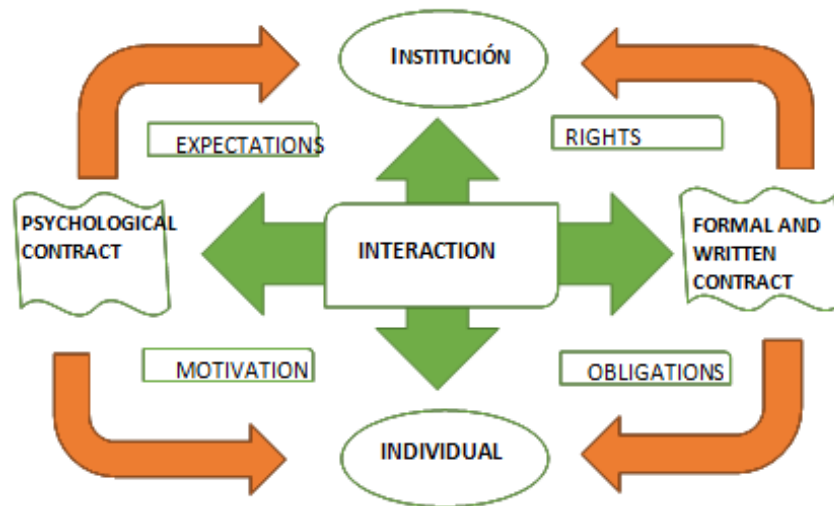 INSTITUCIÓN
EXPECTATIONS
RIGHTS
PSYCHOLOGICAL
CONTRACT
INTERACTION
FORMAL AND
WRITTEN
CONTRACT
MOTIVATION
OBLIGATIONS
INDIVIDUAL